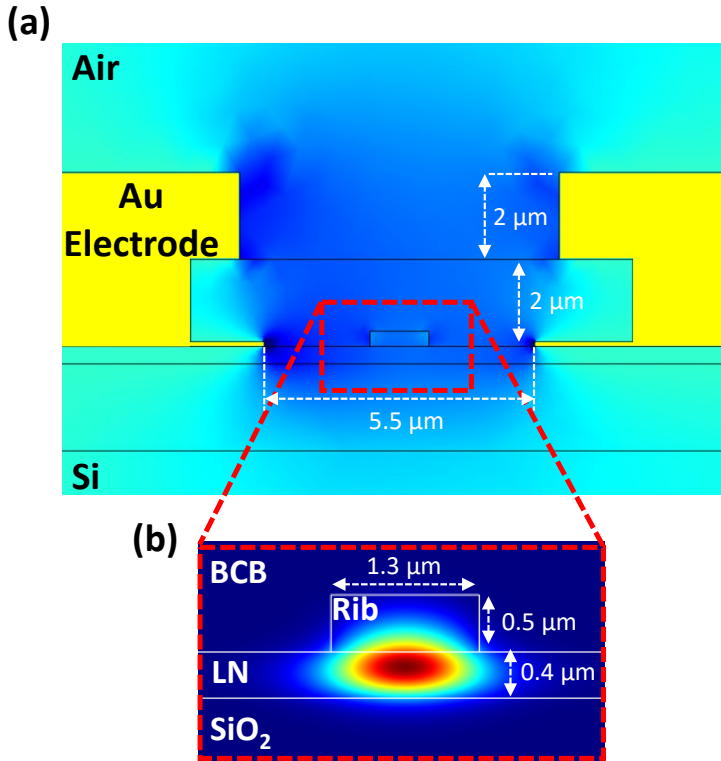 (a)
Air
Au
Electrode
2 μm
2 μm
5.5 μm
Si
(b)
BCB
1.3 μm
Rib
0.5 μm
LN
0.4 μm
SiO₂